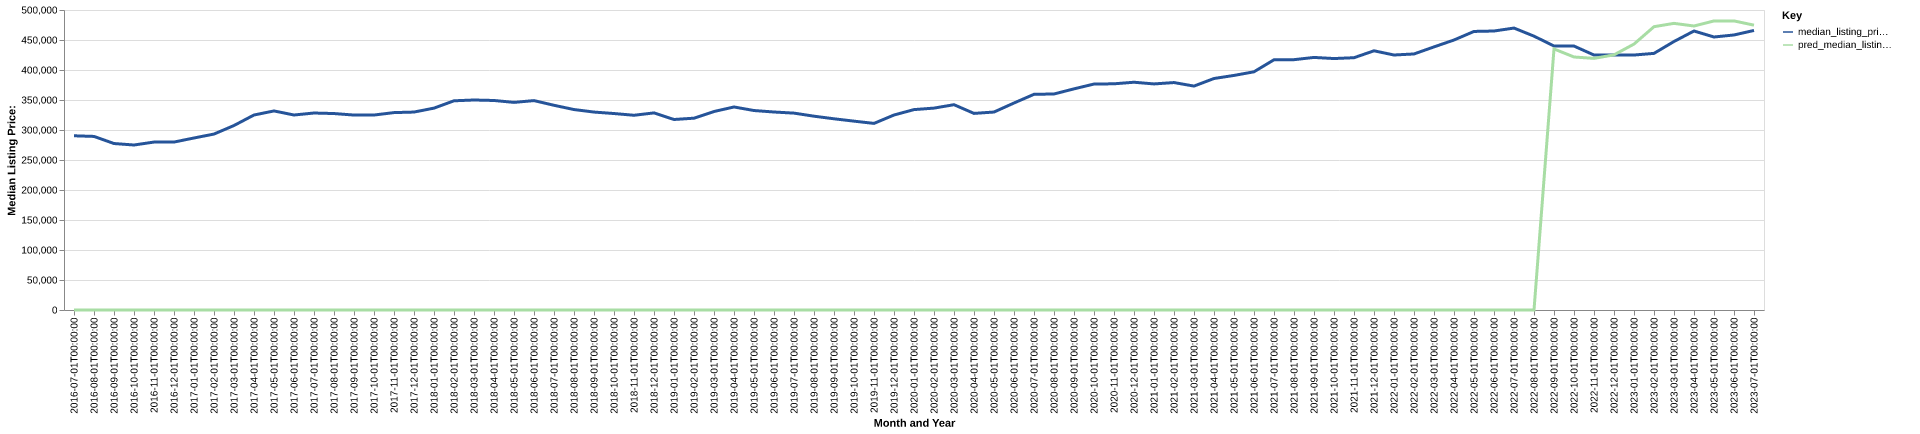 500,000
450,000
400,000
350,000
300,000
250,000
200,000
150,000
100,000
50,000
0
Median Listing Price:
2016-07-01T00:00:00
2016-08-01T00:00:00
2016-09-01T00:00:00
2016-10-01T00:00:00
2016-11-01T00:00:00
2016-12-01T00:00:00
2017-01-01T00:00:00
2017-02-01T00:00:00
2017-03-01T00:00:00
2017-04-01T00:00:00
2017-05-01T00:00:00
2017-06-01T00:00:00
2017-07-01T00:00:00
2017-08-01T00:00:00
2017-09-01T00:00:00
2017-10-01T00:00:00
2017-11-01T00:00:00
2017-12-01T00:00:00
2018-01-01T00:00:00
2018-02-01T00:00:00
2018-03-01T00:00:00
2018-04-01T00:00:00
2018-05-01T00:00:00
2018-06-01T00:00:00
2018-07-01T00:00:00
2018-08-01T00:00:00
2018-09-01T00:00:00
2018-10-01T00:00:00
2018-11-01T00:00:00
2018-12-01T00:00:00
2019-01-01T00:00:00
2019-02-01T00:00:00
2019-03-01T00:00:00
2019-04-01T00:00:00
2019-05-01T00:00:00
2019-06-01T00:00:00
2019-07-01T00:00:00
2019-08-01T00:00:00
2019-09-01T00:00:00
2019-10-01T00:00:00
2019-11-01T00:00:00
2019-12-01T00:00:00
2020-01-01T00:00:00
2020-02-01T00:00:00
2020-03-01T00:00:00
2020-04-01T00:00:00
2020-05-01T00:00:00
2020-06-01T00:00:00
2020-07-01T00:00:00
2020-08-01T00:00:00
2020-09-01T00:00:00
2020-10-01T00:00:00
2020-11-01T00:00:00
2020-12-01T00:00:00
2021-01-01T00:00:00
2021-02-01T00:00:00
2021-03-01T00:00:00
2021-04-01T00:00:00
2021-05-01T00:00:00
2021-06-01T00:00:00
2021-07-01T00:00:00
2021-08-01T00:00:00
2021-09-01T00:00:00
2021-10-01T00:00:00
2021-11-01T00:00:00
2021-12-01T00:00:00
2022-01-01T00:00:00
2022-02-01T00:00:00
2022-03-01T00:00:00
2022-04-01T00:00:00
2022-05-01T00:00:00
2022-06-01T00:00:00
2022-07-01T00:00:00
2022-08-01T00:00:00
2022-09-01T00:00:00
2022-10-01T00:00:00
2022-11-01T00:00:00
2022-12-01T00:00:00
2023-01-01T00:00:00
2023-02-01T00:00:00
2023-03-01T00:00:00
2023-04-01T00:00:00
2023-05-01T00:00:00
2023-06-01T00:00:00
2023-07-01T00:00:00
Month and Year
Key
median_listing_pri…
pred_median_listin…